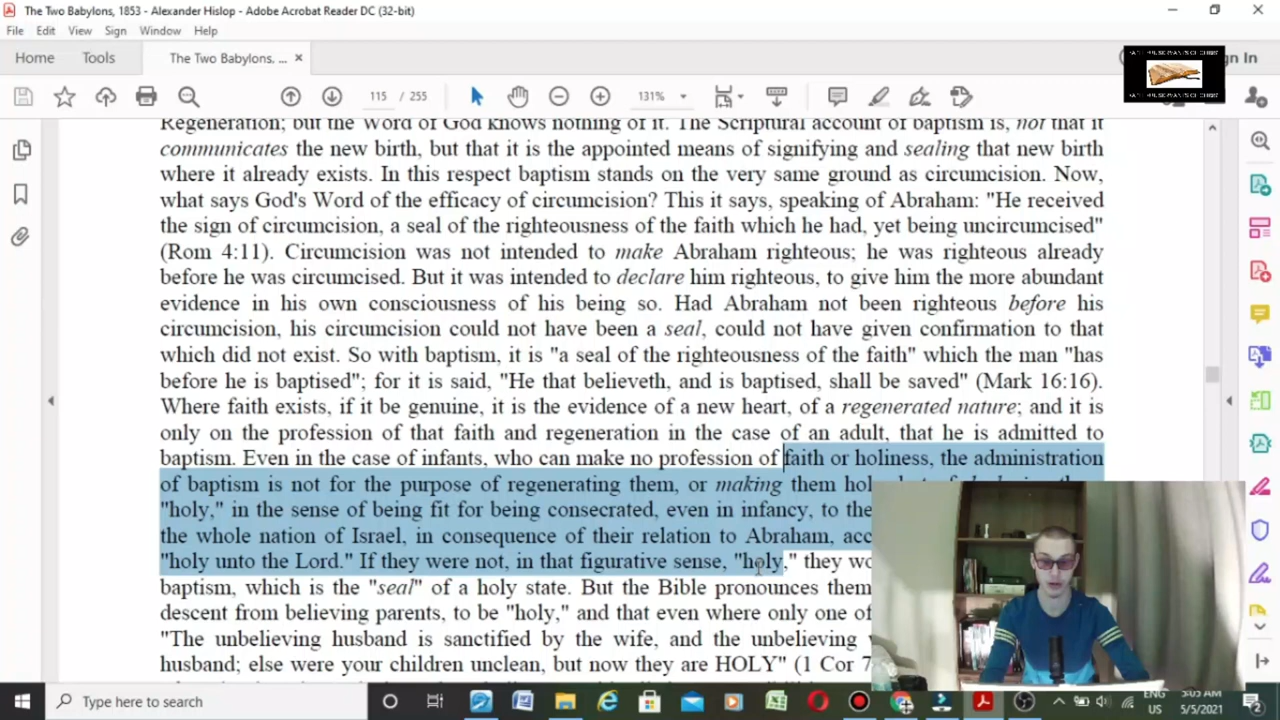 The Two Babylons, 1853 - Alexander Hislop - Adobe Acrobat Reader DC (32-bit)
File Edit View Sign Window Help
Home Tools The Two Babylons, ... × gn In
115 / 255 131%
Regeneration; but the Word of God knows nothing of it. The Scriptural account of baptism is, not that it
communicates the new birth, but that it is the appointed means of signifying and sealing that new birth
where it already exists. In this respect baptism stands on the very same ground as circumcision. Now,
what says God's Word of the efficacy of circumcision? This it says, speaking of Abraham: "He received
the sign of circumcision, a seal of the righteousness of the faith which he had, yet being uncircumcised"
(Rom 4:11). Circumcision was not intended to make Abraham righteous; he was righteous already
before he was circumcised. But it was intended to declare him righteous, to give him the more abundant
evidence in his own consciousness of his being so. Had Abraham not been righteous before his
circumcision, his circumcision could not have been a seal, could not have given confirmation to that
which did not exist. So with baptism, it is "a seal of the righteousness of the faith" which the man "has
before he is baptised"; for it is said, "He that believeth, and is baptised, shall be saved" (Mark 16:16).
Where faith exists, if it be genuine, it is the evidence of a new heart, of a regenerated nature; and it is
only on the profession of that faith and regeneration in the case of an adult, that he is admitted to
baptism. Even in the case of infants, who can make no profession of faith or holiness, the administration
of baptism is not for the purpose of regenerating them, or making them
"holy," in the sense of being fit for being consecrated, even in infancy, to the
the whole nation of Israel, in consequence of their relation to Abraham,
"holy unto the Lord." If they were not, in that figurative sense, "holy," they
baptism, which is the "seal" of a holy state. But the Bible pronounces them
descent from believing parents, to be "holy," and that even where only one of
"The unbelieving husband is sanctified by the wife, and the unbelieving
husband; else were your children unclean, but now they are HOLY" (1 Cor 7
Type here to search
ENG
US
3:05 AM
5/5/2021